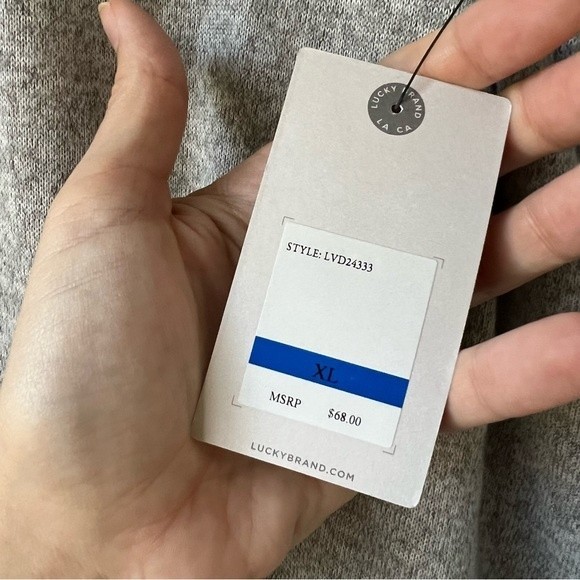 LUCKY BRAND
LA CA
STYLE: LVD24333
XL
MSRP $68.00
LUCKYBRAND.COM